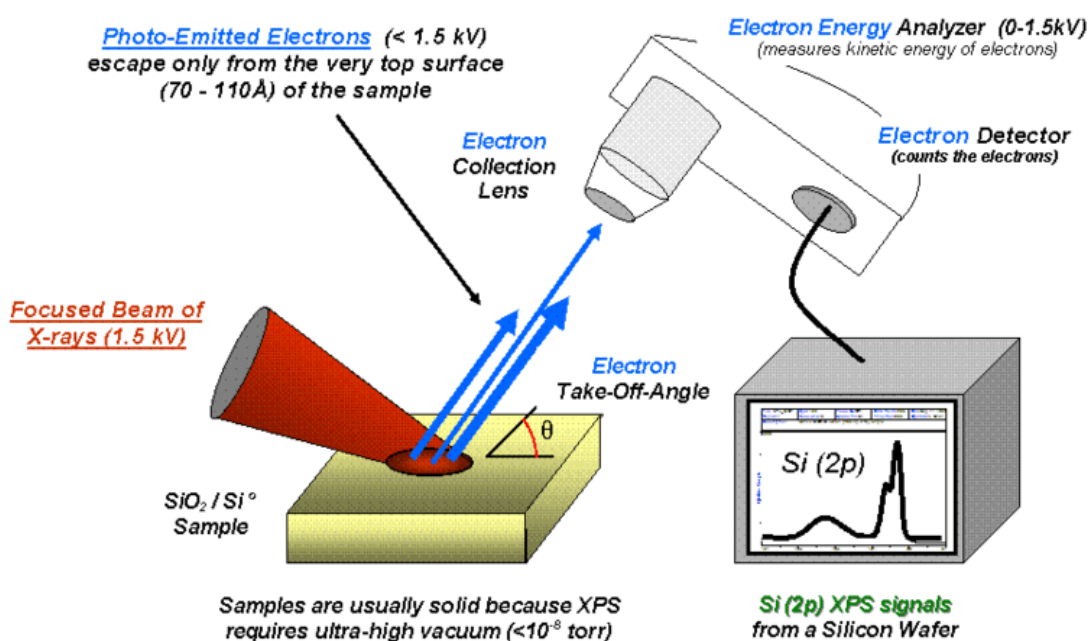 Photo-Emitted Electrons (< 1.5 kV)
escape only from the very top surface
(70 - 110Å) of the sample
Electron Energy Analyzer (0-1.5kV)
(measures kinetic energy of electrons)
Electron Detector
(counts the electrons)
Electron
Collection
Lens
Focused Beam of
X-rays (1.5 kV)
Electron
Take-Off-Angle
θ
SiO₂ / Si°
Sample
Si (2p)
Samples are usually solid because XPS
requires ultra-high vacuum (<10⁻⁸ torr)
Si (2p) XPS signals
from a Silicon Wafer